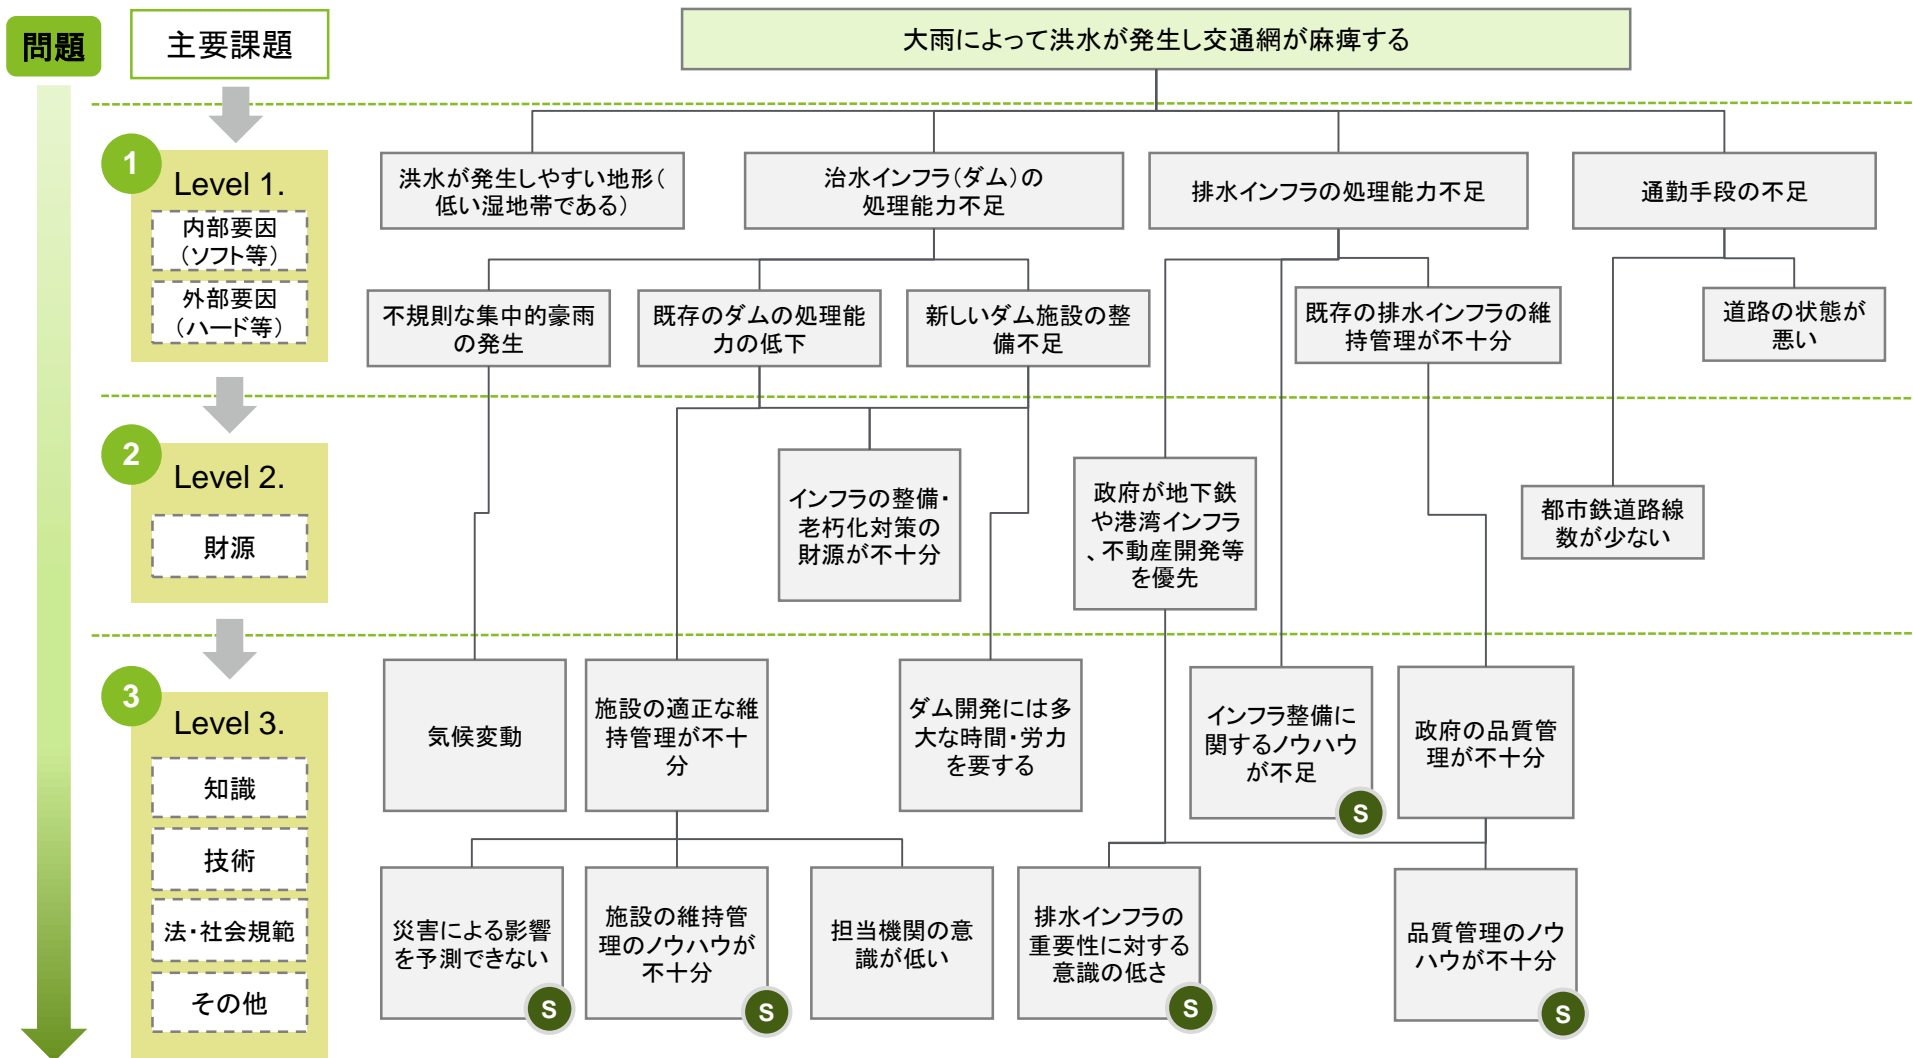 問題
主要課題
大雨によって洪水が発生し交通網が麻痺する
1
Level 1.
内部要因
（ソフト等）
外部要因
（ハード等）
洪水が発生しやすい地形（
低い湿地帯である）
治水インフラ（ダム）の
処理能力不足
排水インフラの処理能力不足
通勤手段の不足
不規則な集中的豪雨
の発生
既存のダムの処理能
力の低下
新しいダム施設の整
備不足
既存の排水インフラの維
持管理が不十分
道路の状態が
悪い
2
Level 2.
財源
インフラの整備・
老朽化対策の
財源が不十分
政府が地下鉄
や港湾インフラ
、不動産開発等
を優先
都市鉄道路線
数が少ない
3
Level 3.
知識
技術
法・社会規範
その他
気候変動
施設の適正な維
持管理が不十
分
ダム開発には多
大な時間・労力
を要する
インフラ整備に
関するノウハウ
が不足
S
政府の品質管
理が不十分
災害による影響
を予測できない
S
施設の維持管
理のノウハウが
不十分
S
担当機関の意
識が低い
排水インフラの
重要性に対する
意識の低さ
S
品質管理のノウ
ハウが不十分
S